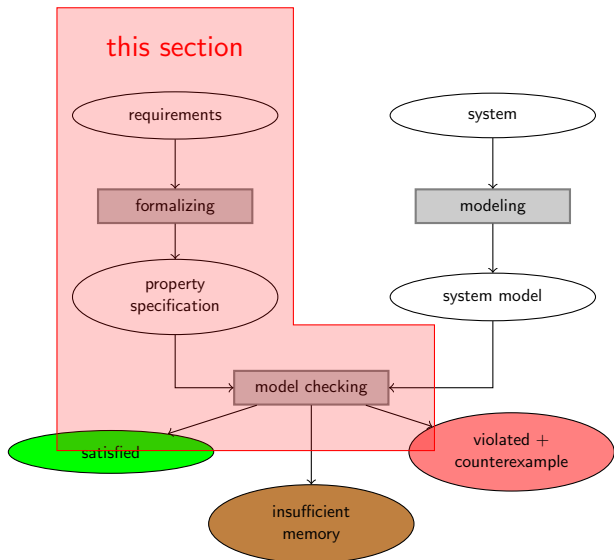 this section
requirements
system
formalizing
modeling
property
specification
system model
model checking
satisfied
violated +
counterexample
insufficient
memory